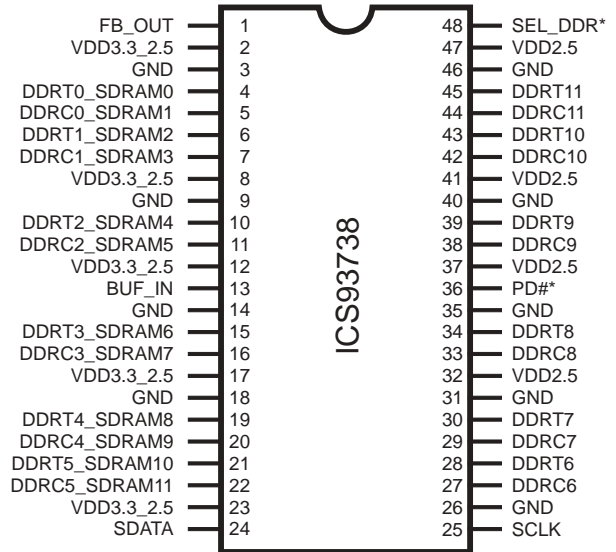 FB_OUT 1 48 SEL_DDR*
VDD3.3_2.5 2 47 VDD2.5
GND 3 46 GND
DDRT0_SDRAM0 4 45 DDRT11
DDRC0_SDRAM1 5 44 DDRC11
DDRT1_SDRAM2 6 43 DDRT10
DDRC1_SDRAM3 7 42 DDRC10
VDD3.3_2.5 8 41 VDD2.5
GND 9 40 GND
DDRT2_SDRAM4 10 39 DDRT9
DDRC2_SDRAM5 11 38 DDRC9
VDD3.3_2.5 12 37 VDD2.5
BUF_IN 13 36 PD#*
GND 14 35 GND
DDRT3_SDRAM6 15 34 DDRT8
DDRC3_SDRAM7 16 33 DDRC8
VDD3.3_2.5 17 32 VDD2.5
GND 18 31 GND
DDRT4_SDRAM8 19 30 DDRT7
DDRC4_SDRAM9 20 29 DDRC7
DDRT5_SDRAM10 21 28 DDRT6
DDRC5_SDRAM11 22 27 DDRC6
VDD3.3_2.5 23 26 GND
SDATA 24 25 SCLK
ICS93738